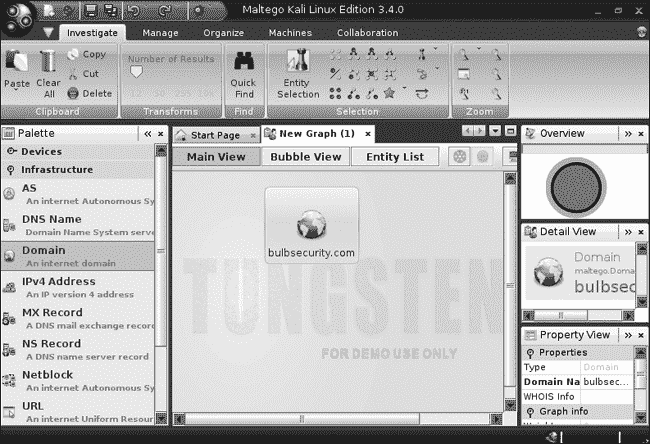 Maltego Kali Linux Edition 3.4.0
Investigate Manage Organize Machines Collaboration
Paste
Clear All
Copy
Cut
Delete
Clipboard
Number of Results
Transforms
Quick Find
Find
Entity Selection
Selection
Zoom
Palette
Devices
Infrastructure
AS
An internet Autonomous Sy
DNS Name
Domain Name System serve
Domain
An internet domain
IPv4 Address
An IP version 4 address
MX Record
A DNS mail exchange record
NS Record
A DNS name server record
Netblock
An internet Autonomous Sy
URL
An internet Uniform Resour
Start Page
New Graph (1)
Main View Bubble View Entity List
bulbsecurity.com
TUNGSTEN
FOR DEMO USE ONLY
Overview
Detail View
Domain
maltego.Doma
bulbsec
Property View
Properties
Type Domain
Domain Na bulbsec...
WHOIS Info
Graph info